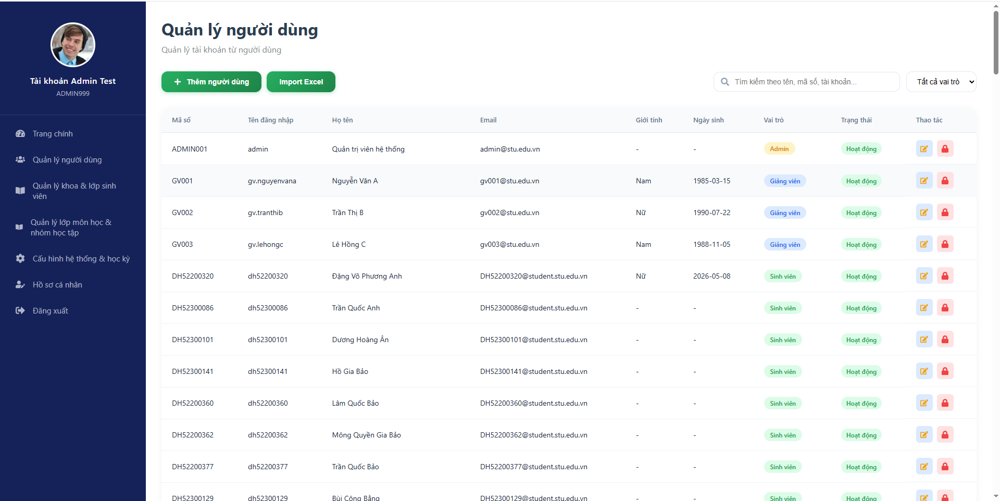 Tài khoản Admin Test
ADMIN999
Trang chính
Quản lý người dùng
Quản lý khoa & lớp sinh
viên
Quản lý lớp môn học &
nhóm học tập
Cấu hình hệ thống & học kỳ
Hồ sơ cá nhân
Đăng xuất
Quản lý người dùng
Quản lý tài khoản từ người dùng
Thêm người dùng Import Excel Tìm kiếm theo tên, mã số, tài khoản... Tất cả vai trò
Mã số Tên đăng nhập Họ tên Email Giới tính Ngày sinh Vai trò Trạng thái Thao tác
ADMIN001 admin Quản trị viên hệ thống admin@stu.edu.vn - - Admin Hoạt động
GV001 gv.nguyenvana Nguyễn Văn A gv001@stu.edu.vn Nam 1985-03-15 Giảng viên Hoạt động
GV002 gv.tranthib Trần Thị B gv002@stu.edu.vn Nữ 1990-07-22 Giảng viên Hoạt động
GV003 gv.lehongc Lê Hồng C gv003@stu.edu.vn Nam 1988-11-05 Giảng viên Hoạt động
DH52200320 dh52200320 Đặng Võ Phương Anh DH52200320@student.stu.edu.vn Nữ 2026-05-08 Sinh viên Hoạt động
DH52300086 dh52300086 Trần Quốc Anh DH52300086@student.stu.edu.vn - - Sinh viên Hoạt động
DH52300101 dh52300101 Dương Hoàng Ân DH52300101@student.stu.edu.vn - - Sinh viên Hoạt động
DH52300141 dh52300141 Hồ Gia Bảo DH52300141@student.stu.edu.vn - - Sinh viên Hoạt động
DH52200360 dh52200360 Lâm Quốc Bảo DH52200360@student.stu.edu.vn - - Sinh viên Hoạt động
DH52200362 dh52200362 Mông Quyền Gia Bảo DH52200362@student.stu.edu.vn - - Sinh viên Hoạt động
DH52200377 dh52200377 Trần Quốc Bảo DH52200377@student.stu.edu.vn - - Sinh viên Hoạt động
DH52300129 dh52300129 Bùi Công Bằng DH52300129@student.stu.edu.vn - - Sinh viên Hoạt động